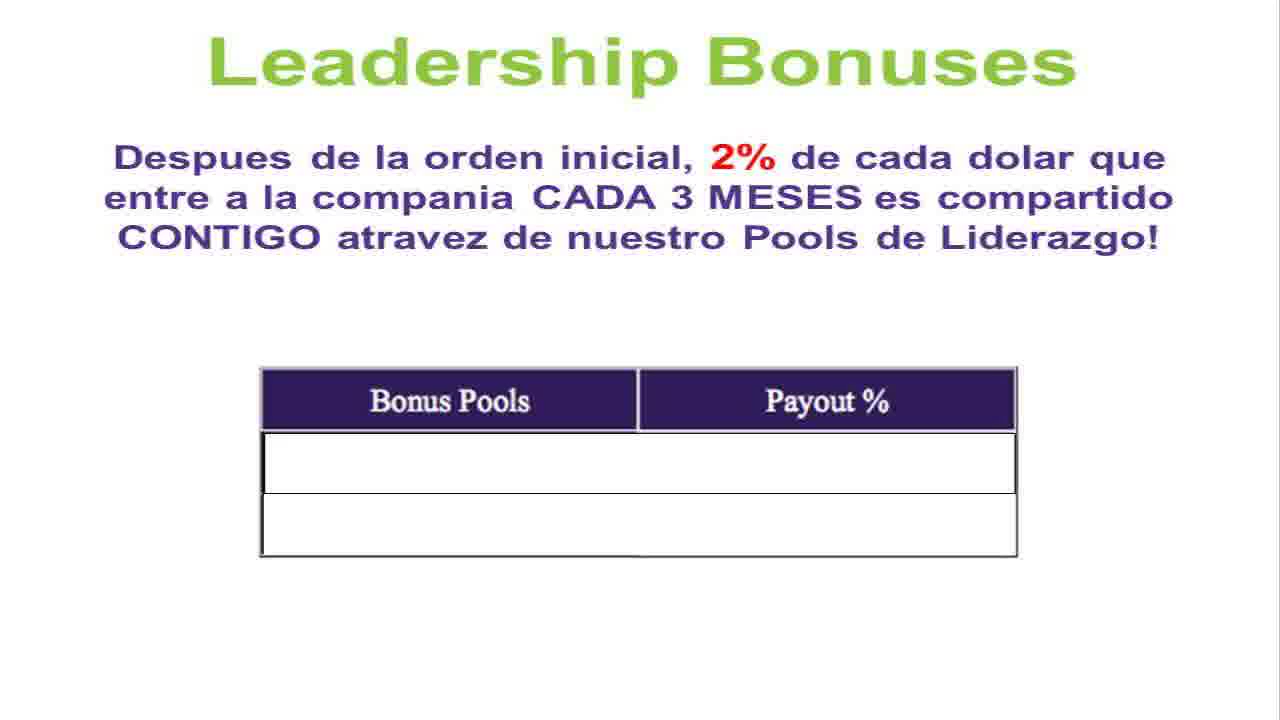 Leadership Bonuses
Despues de la orden inicial, 2% de cada dolar que
entre a la compania CADA 3 MESES es compartido
CONTIGO atravez de nuestro Pools de Liderazgo!
Bonus Pools Payout %